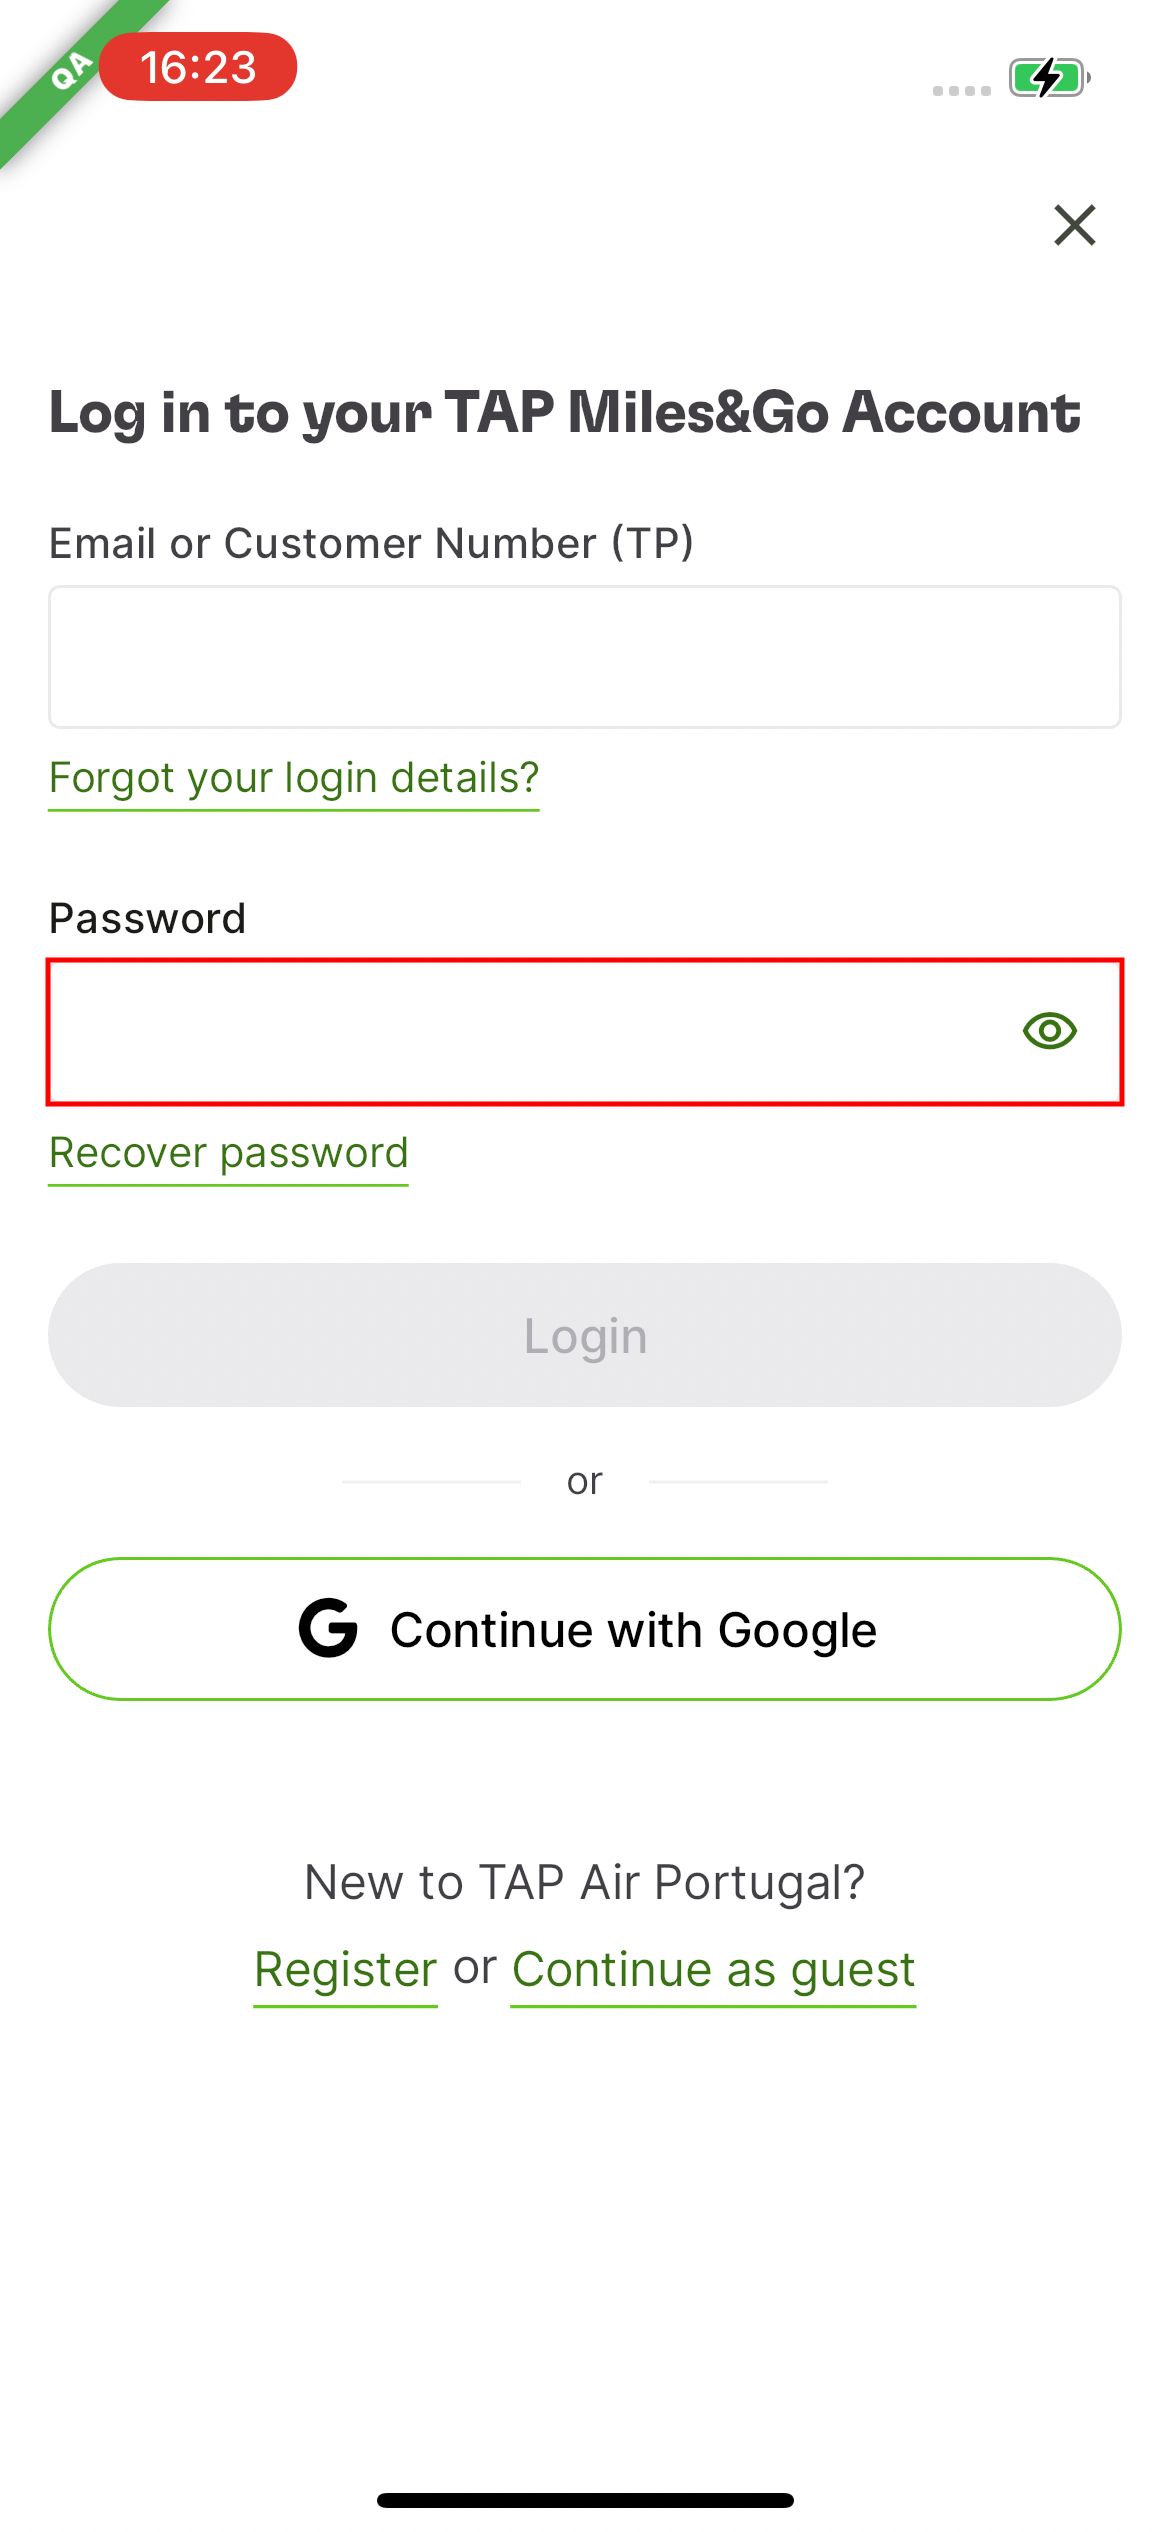 QA
16:23
Log in to your TAP Miles&Go Account
Email or Customer Number (TP)
Forgot your login details?
Password
Recover password
Login
or
Continue with Google
New to TAP Air Portugal?
Register or Continue as guest